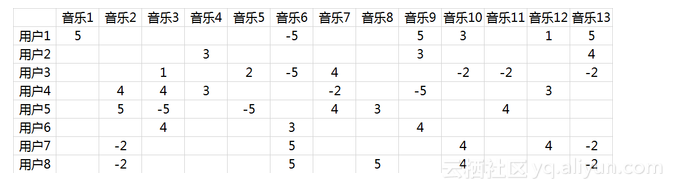 音乐1 音乐2 音乐3 音乐4 音乐5 音乐6 音乐7 音乐8 音乐9 音乐10 音乐11 音乐12 音乐13
用户1 5 -5 5 3 1 5
用户2 3 3 4
用户3 1 2 -5 4 -2 -2 -2
用户4 4 4 3 -2 -5 3
用户5 5 -5 -5 4 3 4
用户6 4 3 4
用户7 -2 5 4 4 -2
用户8 -2 5 5 4 -2
云栖社区 yq.aliyun.com